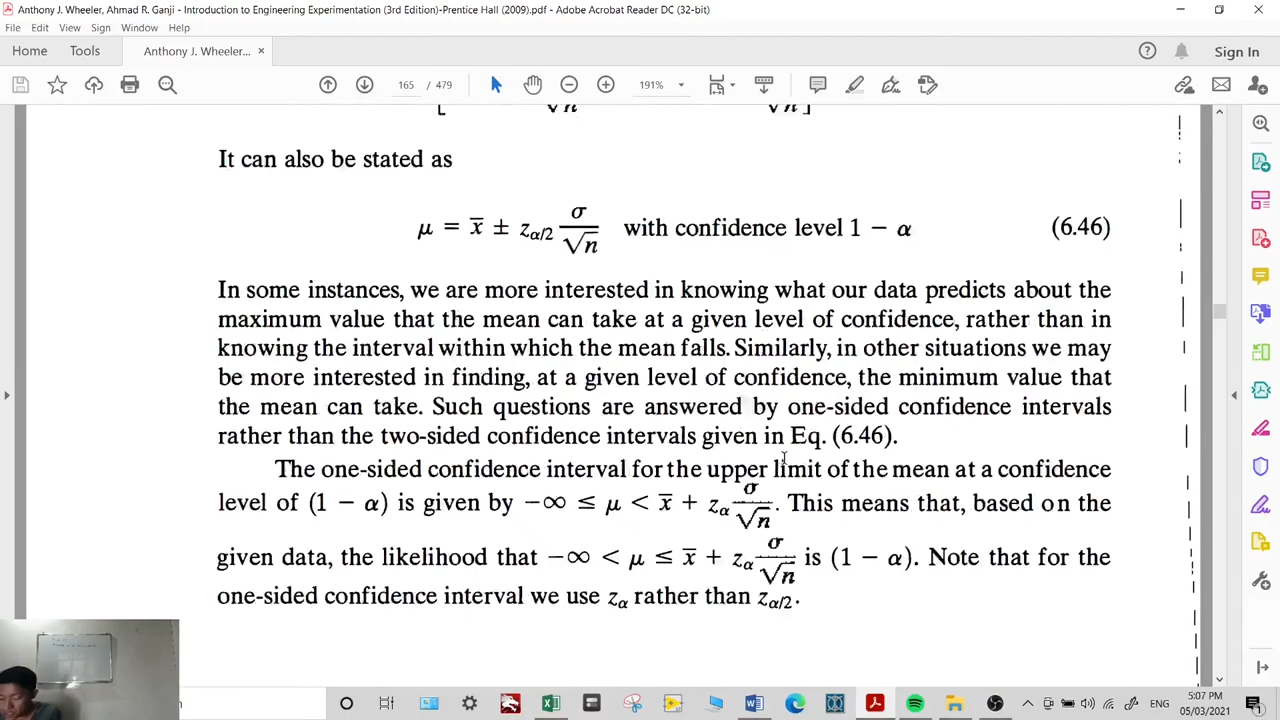 Anthony J. Wheeler, Ahmad R. Ganji - Introduction to Engineering Experimentation (3rd Edition)-Prentice Hall (2009).pdf - Adobe Acrobat Reader DC (32-bit)
File Edit View Sign Window Help
Home Tools Anthony J. Wheeler... × Sign In
165 / 479 191%
[ √n √n ]
It can also be stated as
μ = x̄ ± z_{α/2} σ/√n with confidence level 1 − α (6.46)
In some instances, we are more interested in knowing what our data predicts about the
maximum value that the mean can take at a given level of confidence, rather than in
knowing the interval within which the mean falls. Similarly, in other situations we may
be more interested in finding, at a given level of confidence, the minimum value that
the mean can take. Such questions are answered by one-sided confidence intervals
rather than the two-sided confidence intervals given in Eq. (6.46).
The one-sided confidence interval for the upper limit of the mean at a confidence
level of (1 − α) is given by −∞ ≤ μ < x̄ + z_α σ/√n. This means that, based on the
given data, the likelihood that −∞ < μ ≤ x̄ + z_α σ/√n is (1 − α). Note that for the
one-sided confidence interval we use z_α rather than z_{α/2}.
ENG 5:07 PM
05/03/2021